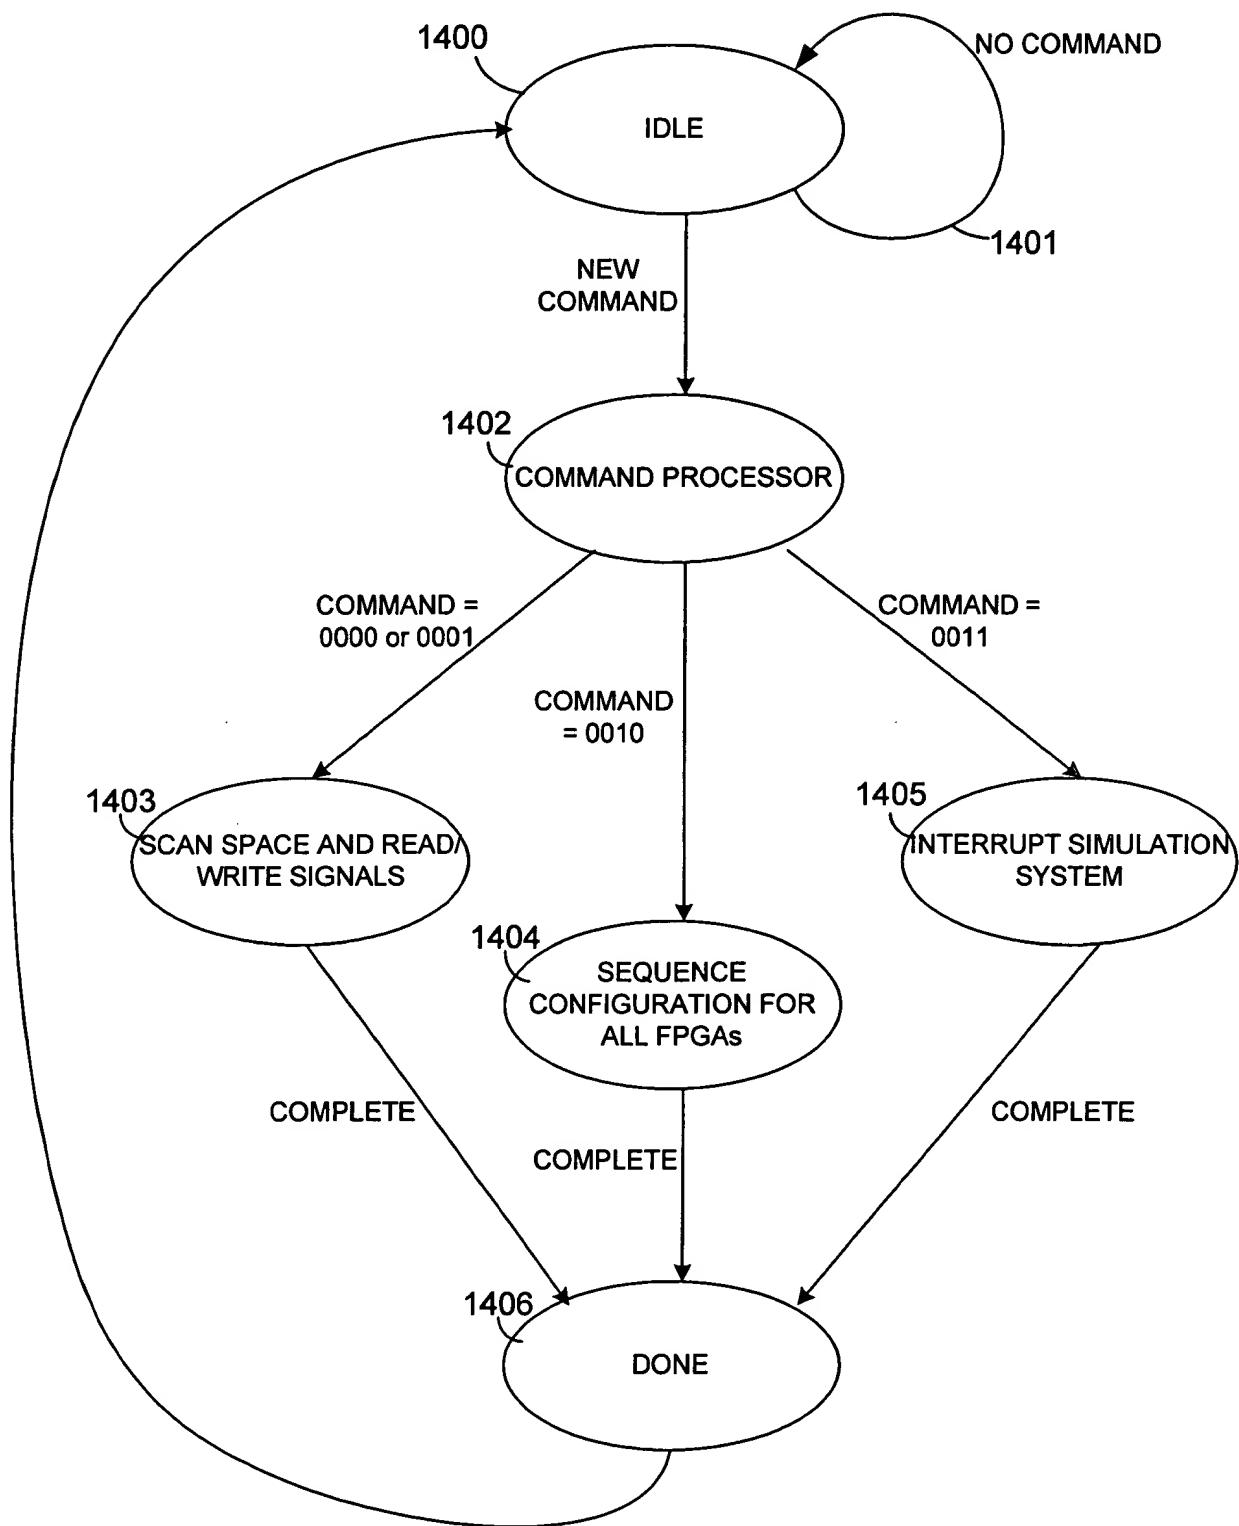 1400
NO COMMAND
IDLE
1401
NEW
COMMAND
1402
COMMAND PROCESSOR
COMMAND =
0000 or 0001
COMMAND =
0011
COMMAND
= 0010
1403
1405
SCAN SPACE AND READ/
WRITE SIGNALS
INTERRUPT SIMULATION
SYSTEM
1404
SEQUENCE
CONFIGURATION FOR
ALL FPGAs
COMPLETE
COMPLETE
COMPLETE
1406
DONE